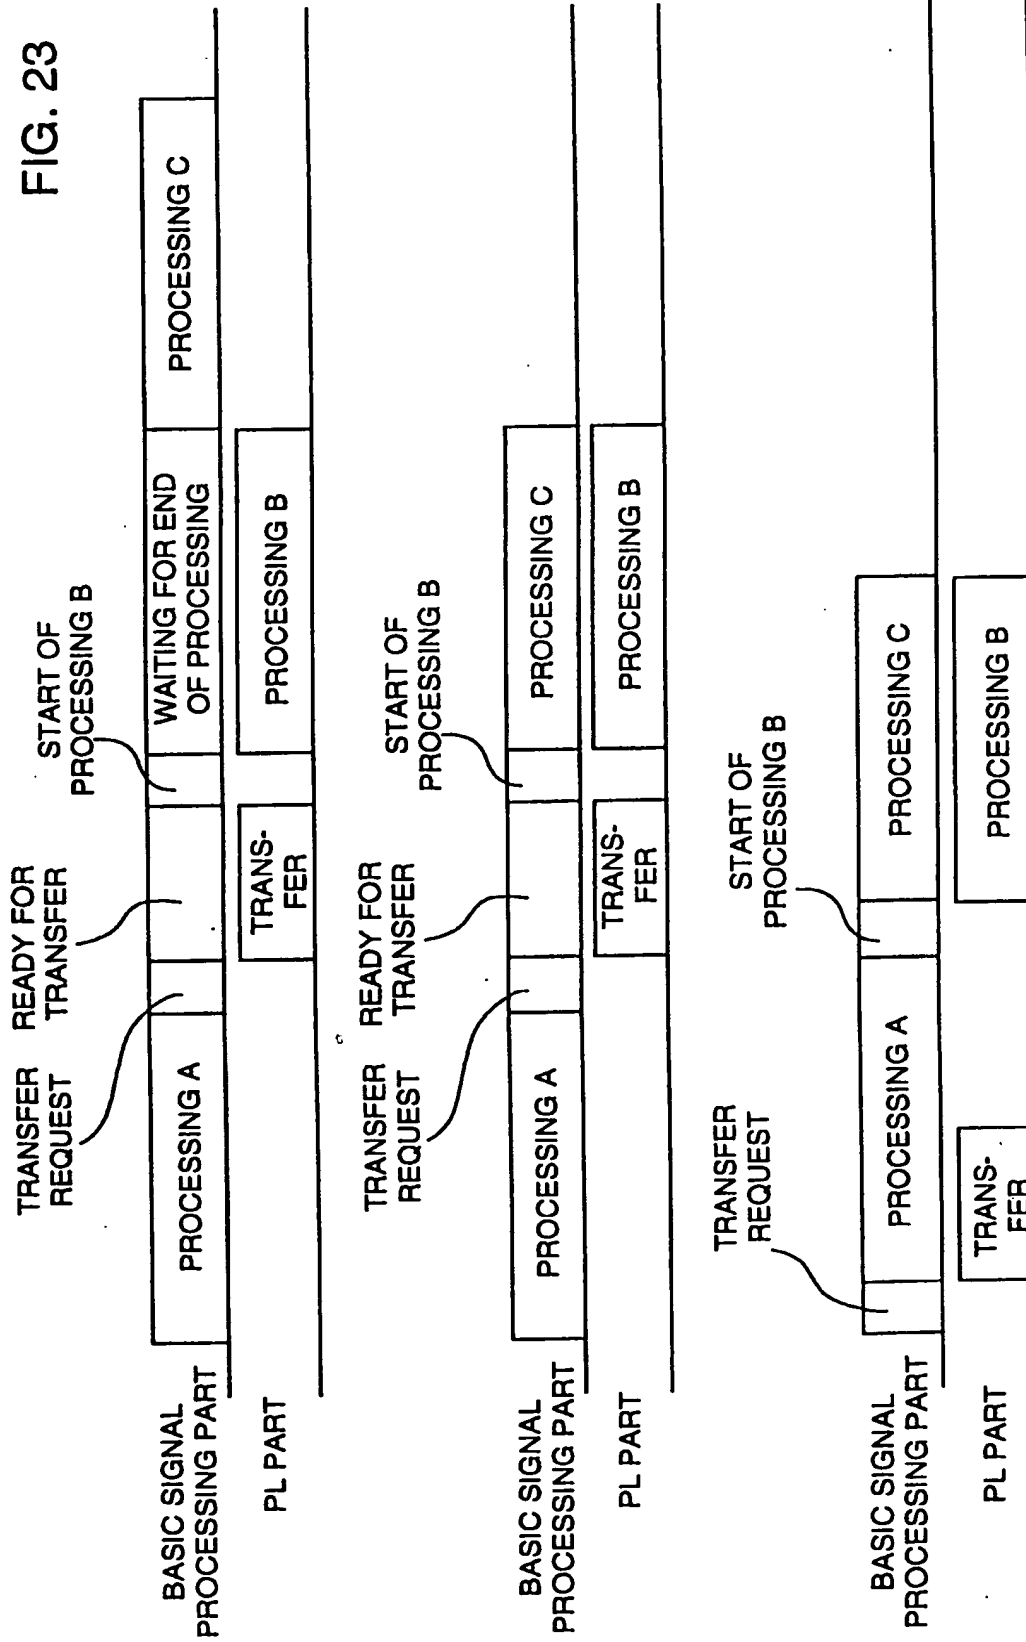 FIG. 23
TRANSFER
REQUEST
READY FOR
TRANSFER
START OF
PROCESSING B
BASIC SIGNAL
PROCESSING PART
PROCESSING A
WAITING FOR END
OF PROCESSING
PROCESSING C
PL PART
TRANS-
FER
PROCESSING B
TRANSFER
REQUEST
READY FOR
TRANSFER
START OF
PROCESSING B
BASIC SIGNAL
PROCESSING PART
PROCESSING A
PROCESSING C
PL PART
TRANS-
FER
PROCESSING B
TRANSFER
REQUEST
START OF
PROCESSING B
BASIC SIGNAL
PROCESSING PART
PROCESSING A
PROCESSING C
PL PART
TRANS-
FER
PROCESSING B